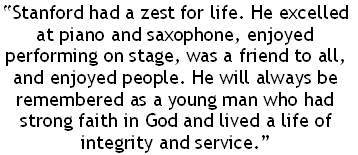 “Stanford had a zest for life. He excelled
at piano and saxophone, enjoyed
performing on stage, was a friend to all,
and enjoyed people. He will always be
remembered as a young man who had
strong faith in God and lived a life of
integrity and service.”